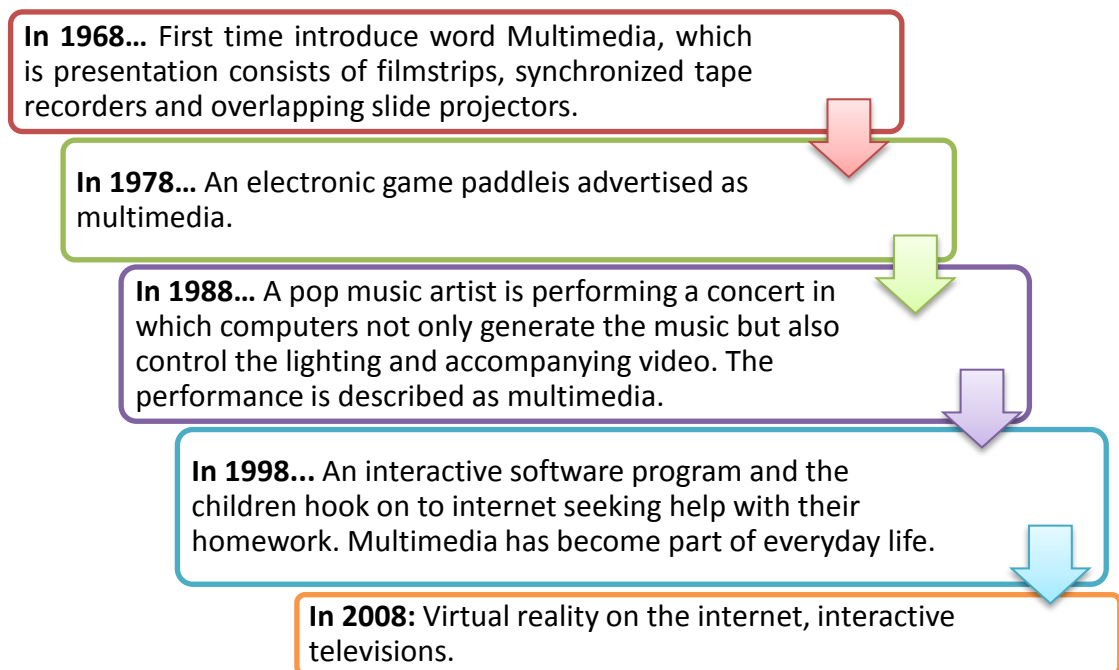 In 1968... First time introduce word Multimedia, which
is presentation consists of filmstrips, synchronized tape
recorders and overlapping slide projectors.
In 1978... An electronic game paddleis advertised as
multimedia.
In 1988... A pop music artist is performing a concert in
which computers not only generate the music but also
control the lighting and accompanying video. The
performance is described as multimedia.
In 1998... An interactive software program and the
children hook on to internet seeking help with their
homework. Multimedia has become part of everyday life.
In 2008: Virtual reality on the internet, interactive
televisions.